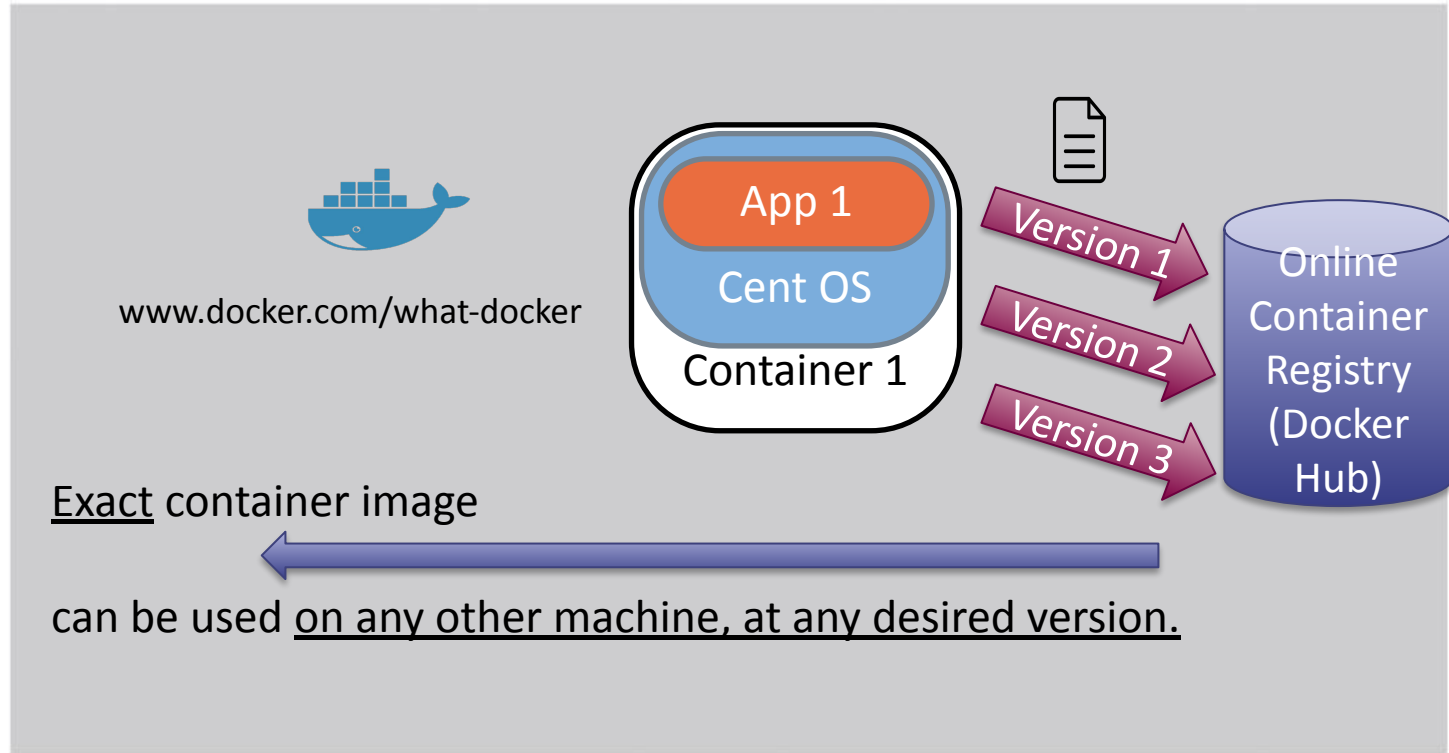 App 1
Cent OS
Container 1
www.docker.com/what-docker
Version 1
Version 2
Version 3
Online
Container
Registry
(Docker
Hub)
Exact container image
can be used on any other machine, at any desired version.